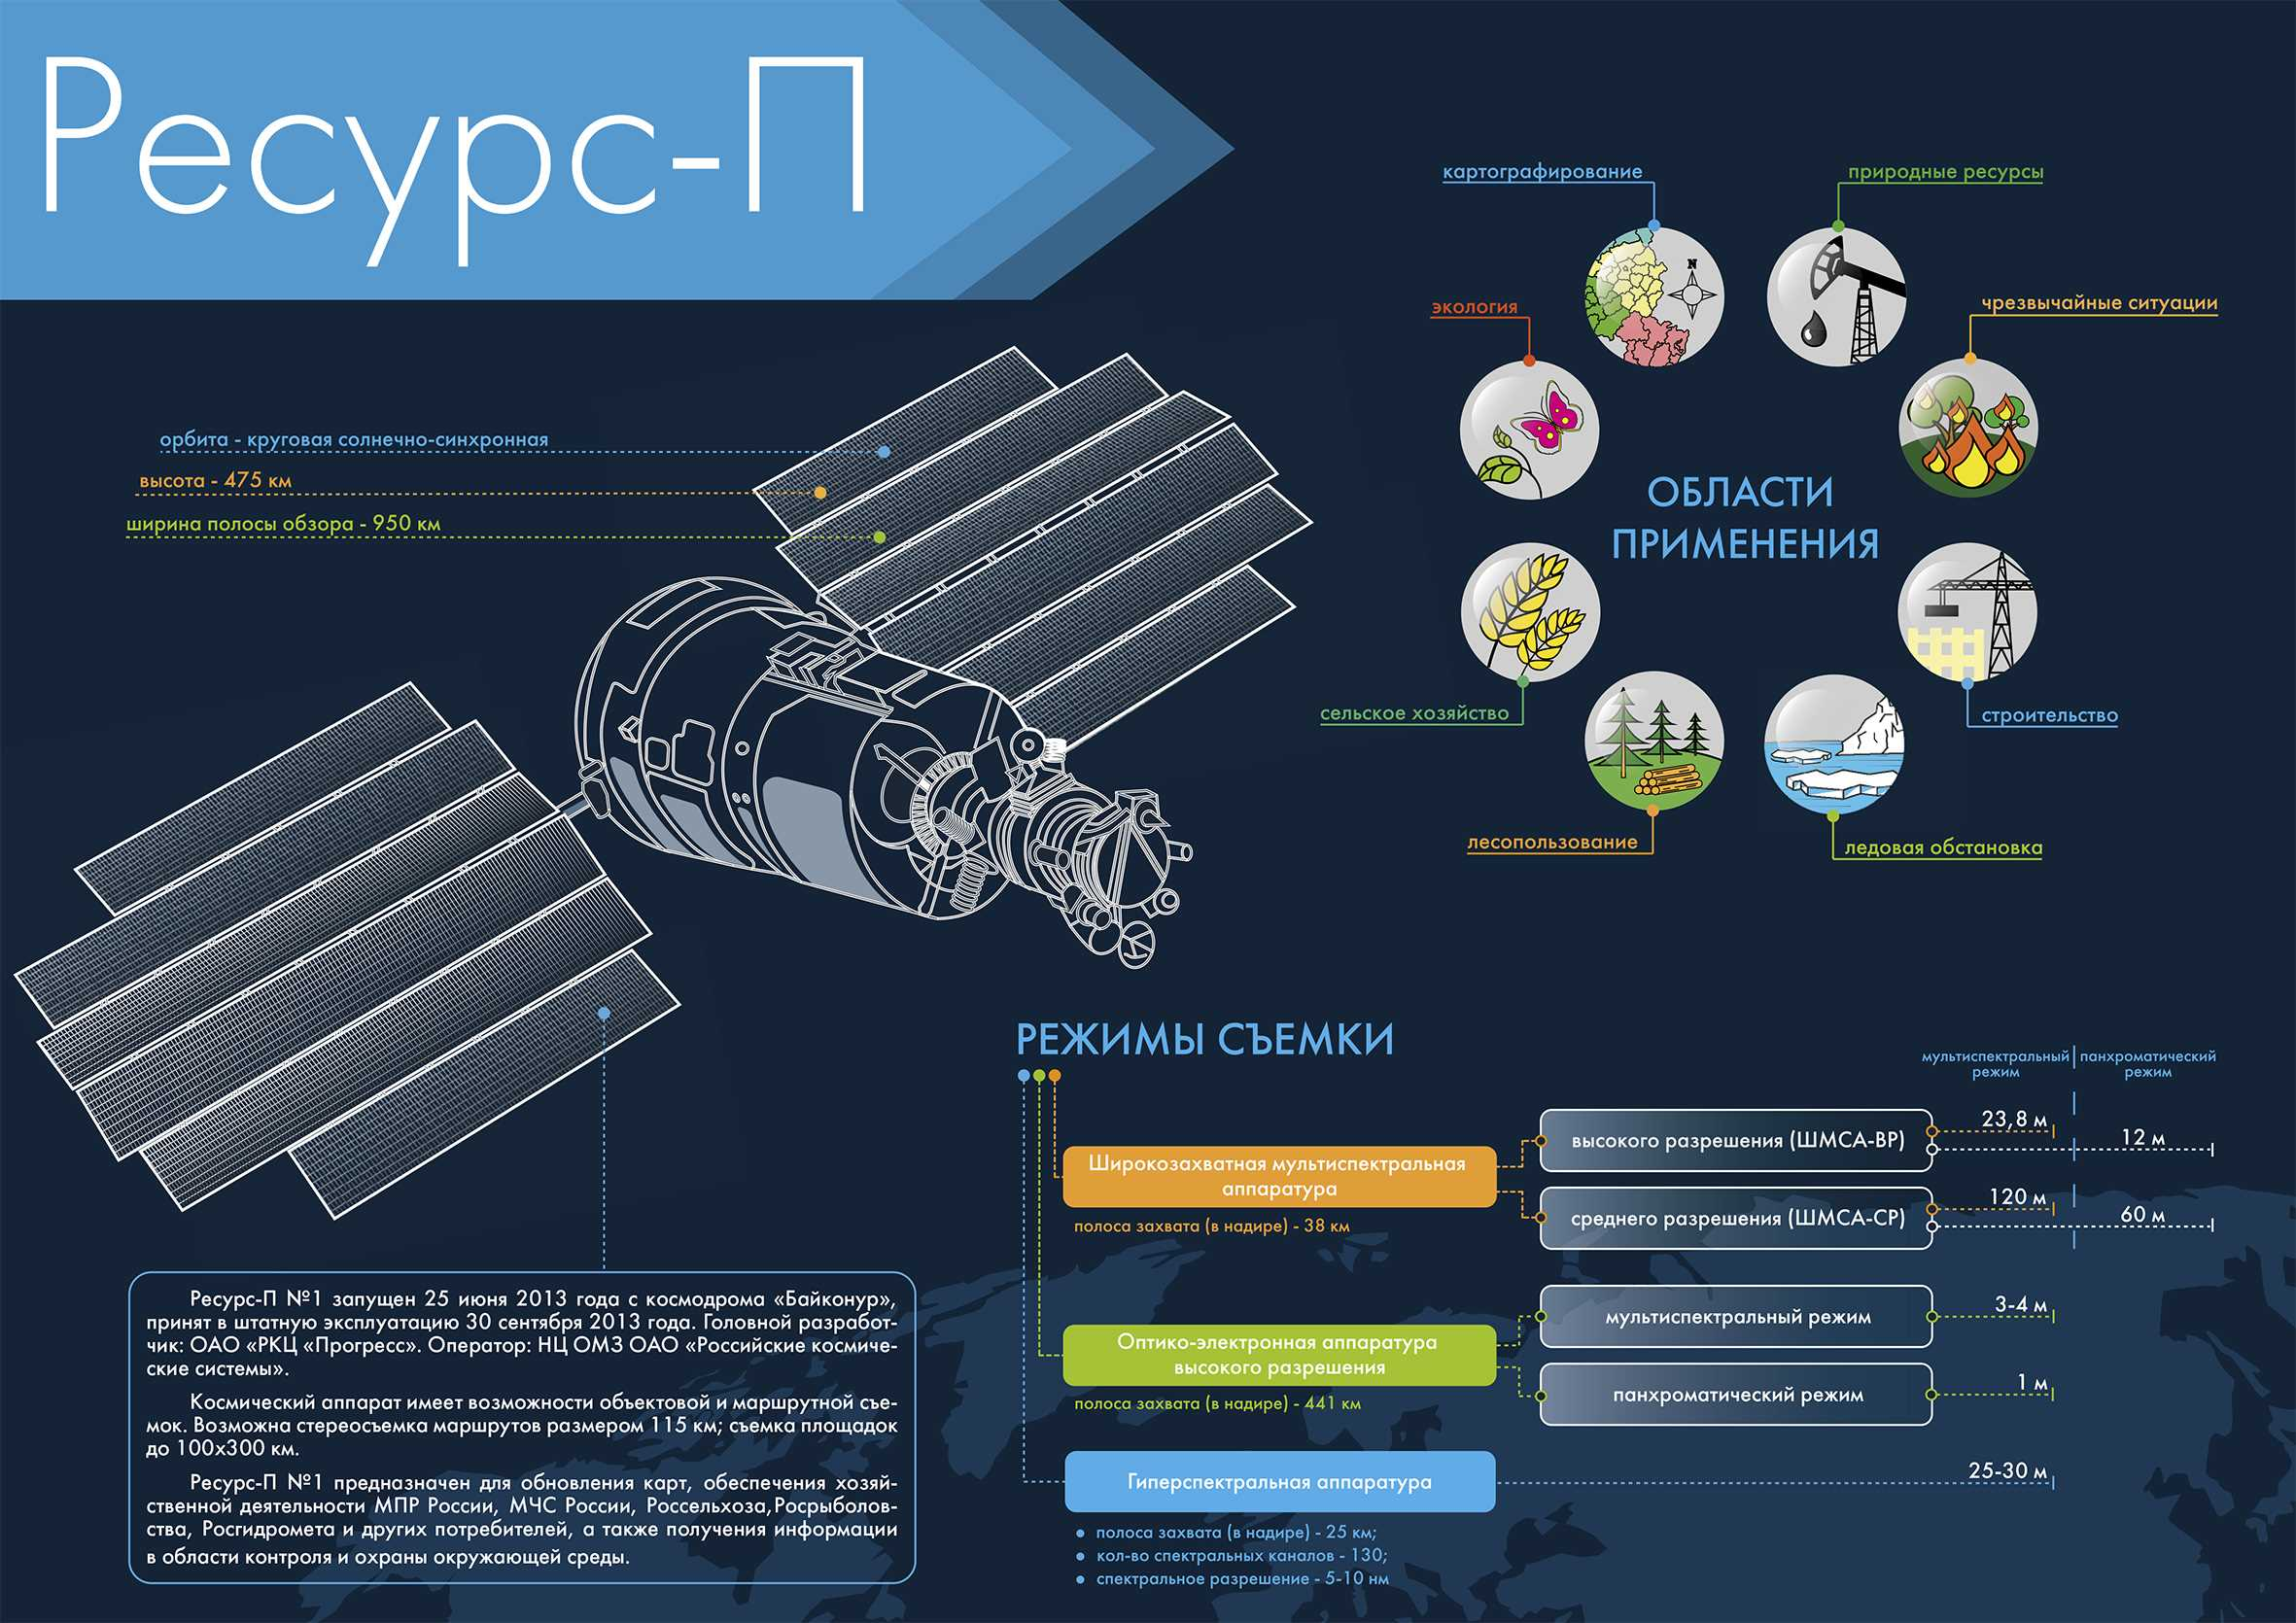 Ресурс-П
картографирование
природные ресурсы
экология
чрезвычайные ситуации
N
ОБЛАСТИ
ПРИМЕНЕНИЯ
сельское хозяйство
строительство
лесопользование
ледовая обстановка
орбита - круговая солнечно-синхронная
высота - 475 км
ширина полосы обзора - 950 км
Ресурс-П №1 запущен 25 июня 2013 года с космодрома «Байконур»,
принят в штатную эксплуатацию 30 сентября 2013 года. Головной разработ-
чик: ОАО «РКЦ «Прогресс». Оператор: НЦ ОМЗ ОАО «Российские космиче-
ские системы».
Космический аппарат имеет возможности объектовой и маршрутной съе-
мок. Возможна стереосъемка маршрутов размером 115 км; съемка площадок
до 100х300 км.
Ресурс-П №1 предназначен для обновления карт, обеспечения хозяй-
ственной деятельности МПР России, МЧС России, Россельхоза,Росрыболов-
ства, Росгидромета и других потребителей, а также получения информации
в области контроля и охраны окружающей среды.
РЕЖИМЫ СЪЕМКИ
мультиспектральный
режим
панхроматический
режим
Широкозахватная мультиспектральная
аппаратура
полоса захвата (в надире) - 38 км
высокого разрешения (ШМСА-ВР)
23,8 м
12 м
среднего разрешения (ШМСА-СР)
120 м
60 м
Оптико-электронная аппаратура
высокого разрешения
полоса захвата (в надире) - 441 км
мультиспектральный режим
3-4 м
панхроматический режим
1 м
Гиперспектральная аппаратура
25-30 м
● полоса захвата (в надире) - 25 км;
● кол-во спектральных каналов - 130;
● спектральное разрешение - 5-10 нм